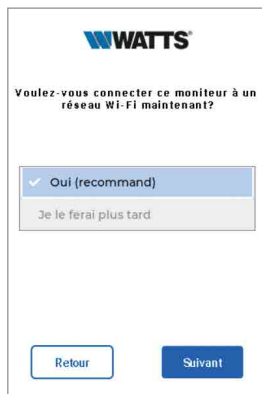 WATTS
Voulez-vous connecter ce moniteur à un
réseau Wi-Fi maintenant?
Oui (recommand)
Je le ferai plus tard
Retour
Suivant